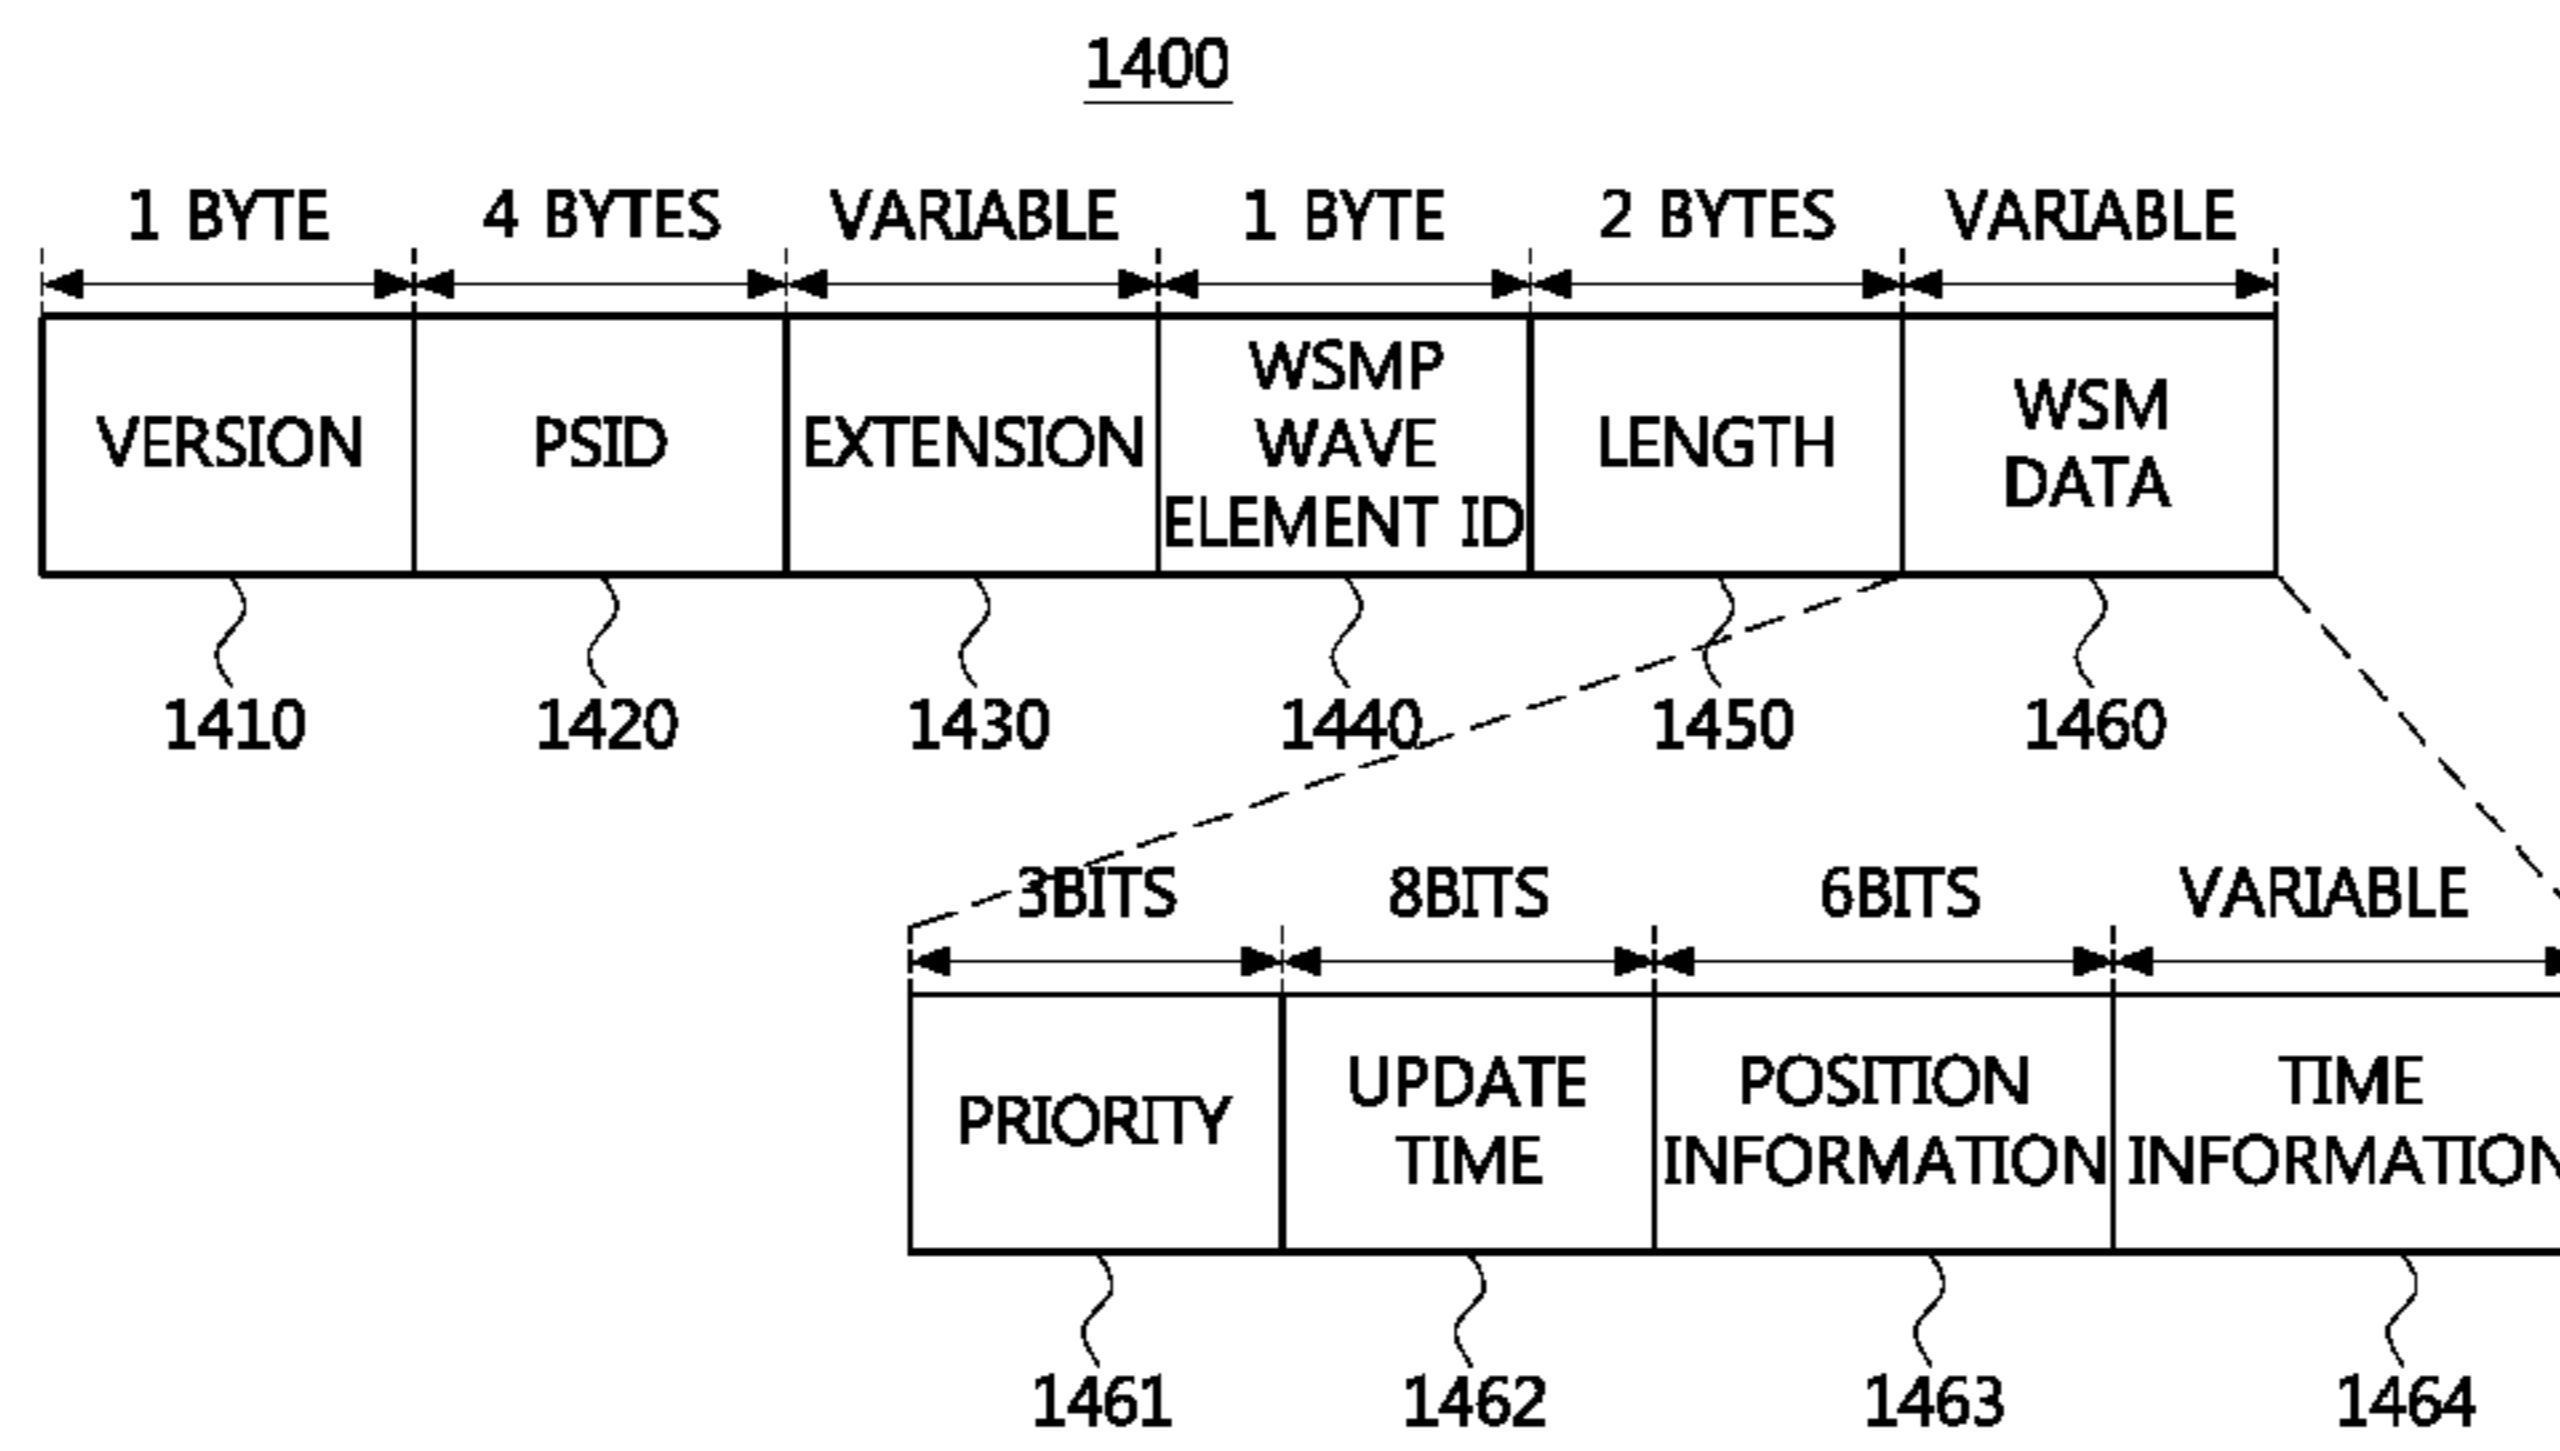 1400
1 BYTE 4 BYTES VARIABLE 1 BYTE 2 BYTES VARIABLE
VERSION
PSID
EXTENSION
WSMP
WAVE
ELEMENT ID
LENGTH
WSM
DATA
1410 1420 1430 1440 1450 1460
3BITS 8BITS 6BITS VARIABLE
PRIORITY
UPDATE
TIME
POSITION
INFORMATION
TIME
INFORMATION
1461 1462 1463 1464